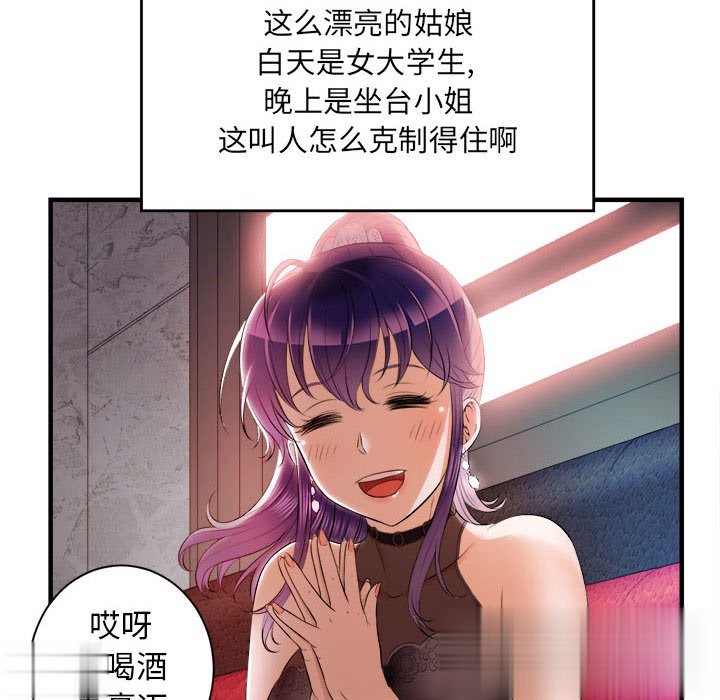 这么漂亮的姑娘
白天是女大学生,
晚上是坐台小姐
这叫人怎么克制得住啊
哎呀
喝酒